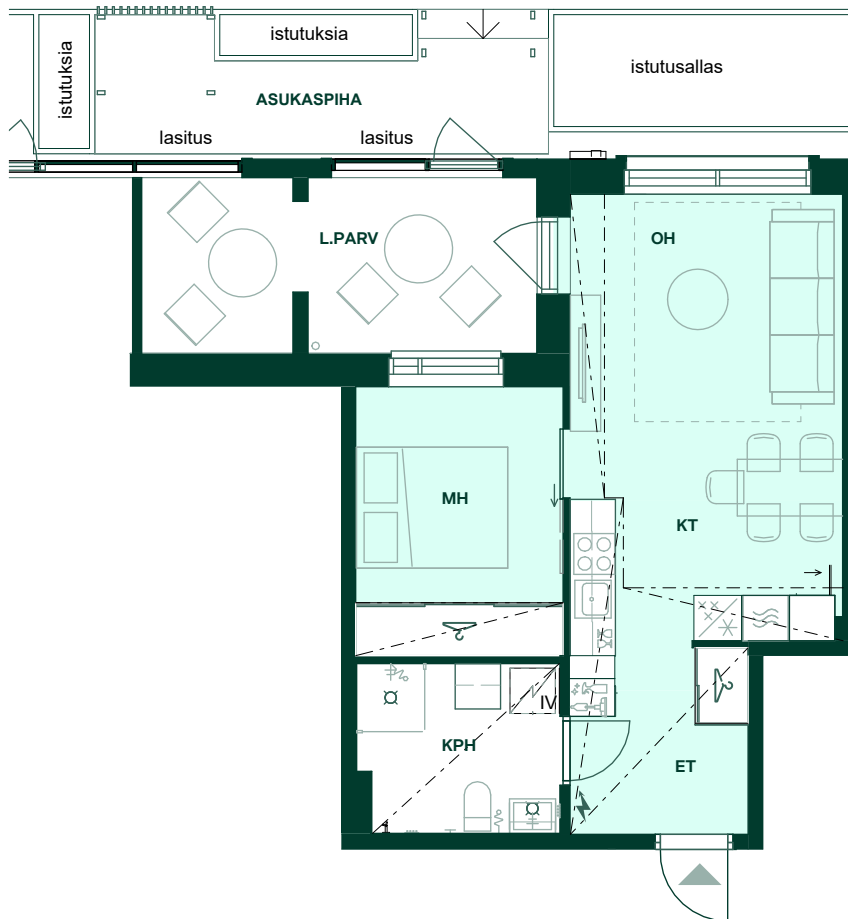 istutuksia
istutuksia
istutusallas
ASUKASPIHA
lasitus
lasitus
L.PARV
OH
MH
KT
IV
KPH
ET